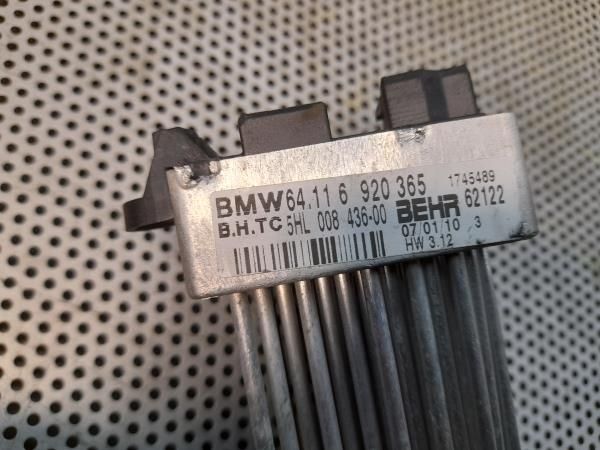 BMW 64.11 6 920 365 1745489
B.H.TC 5HL 008 436-00 BEHR 62122
07/01/10 3
HW 3.12